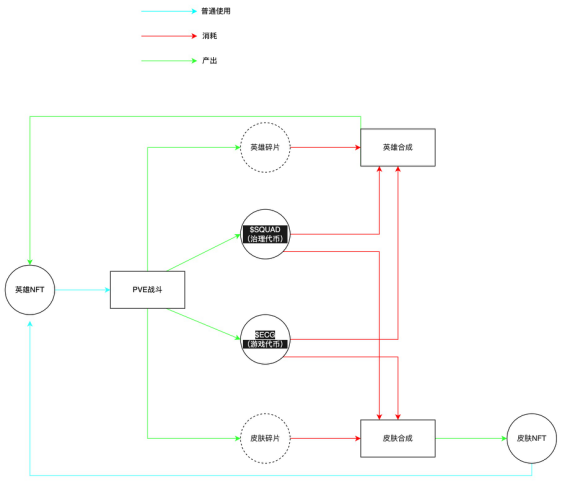 普通使用
消耗
产出
英雄碎片
英雄合成
$SQUAD
（治理代币）
英雄NFT
PVE战斗
$ECG
（游戏代币）
皮肤碎片
皮肤合成
皮肤NFT